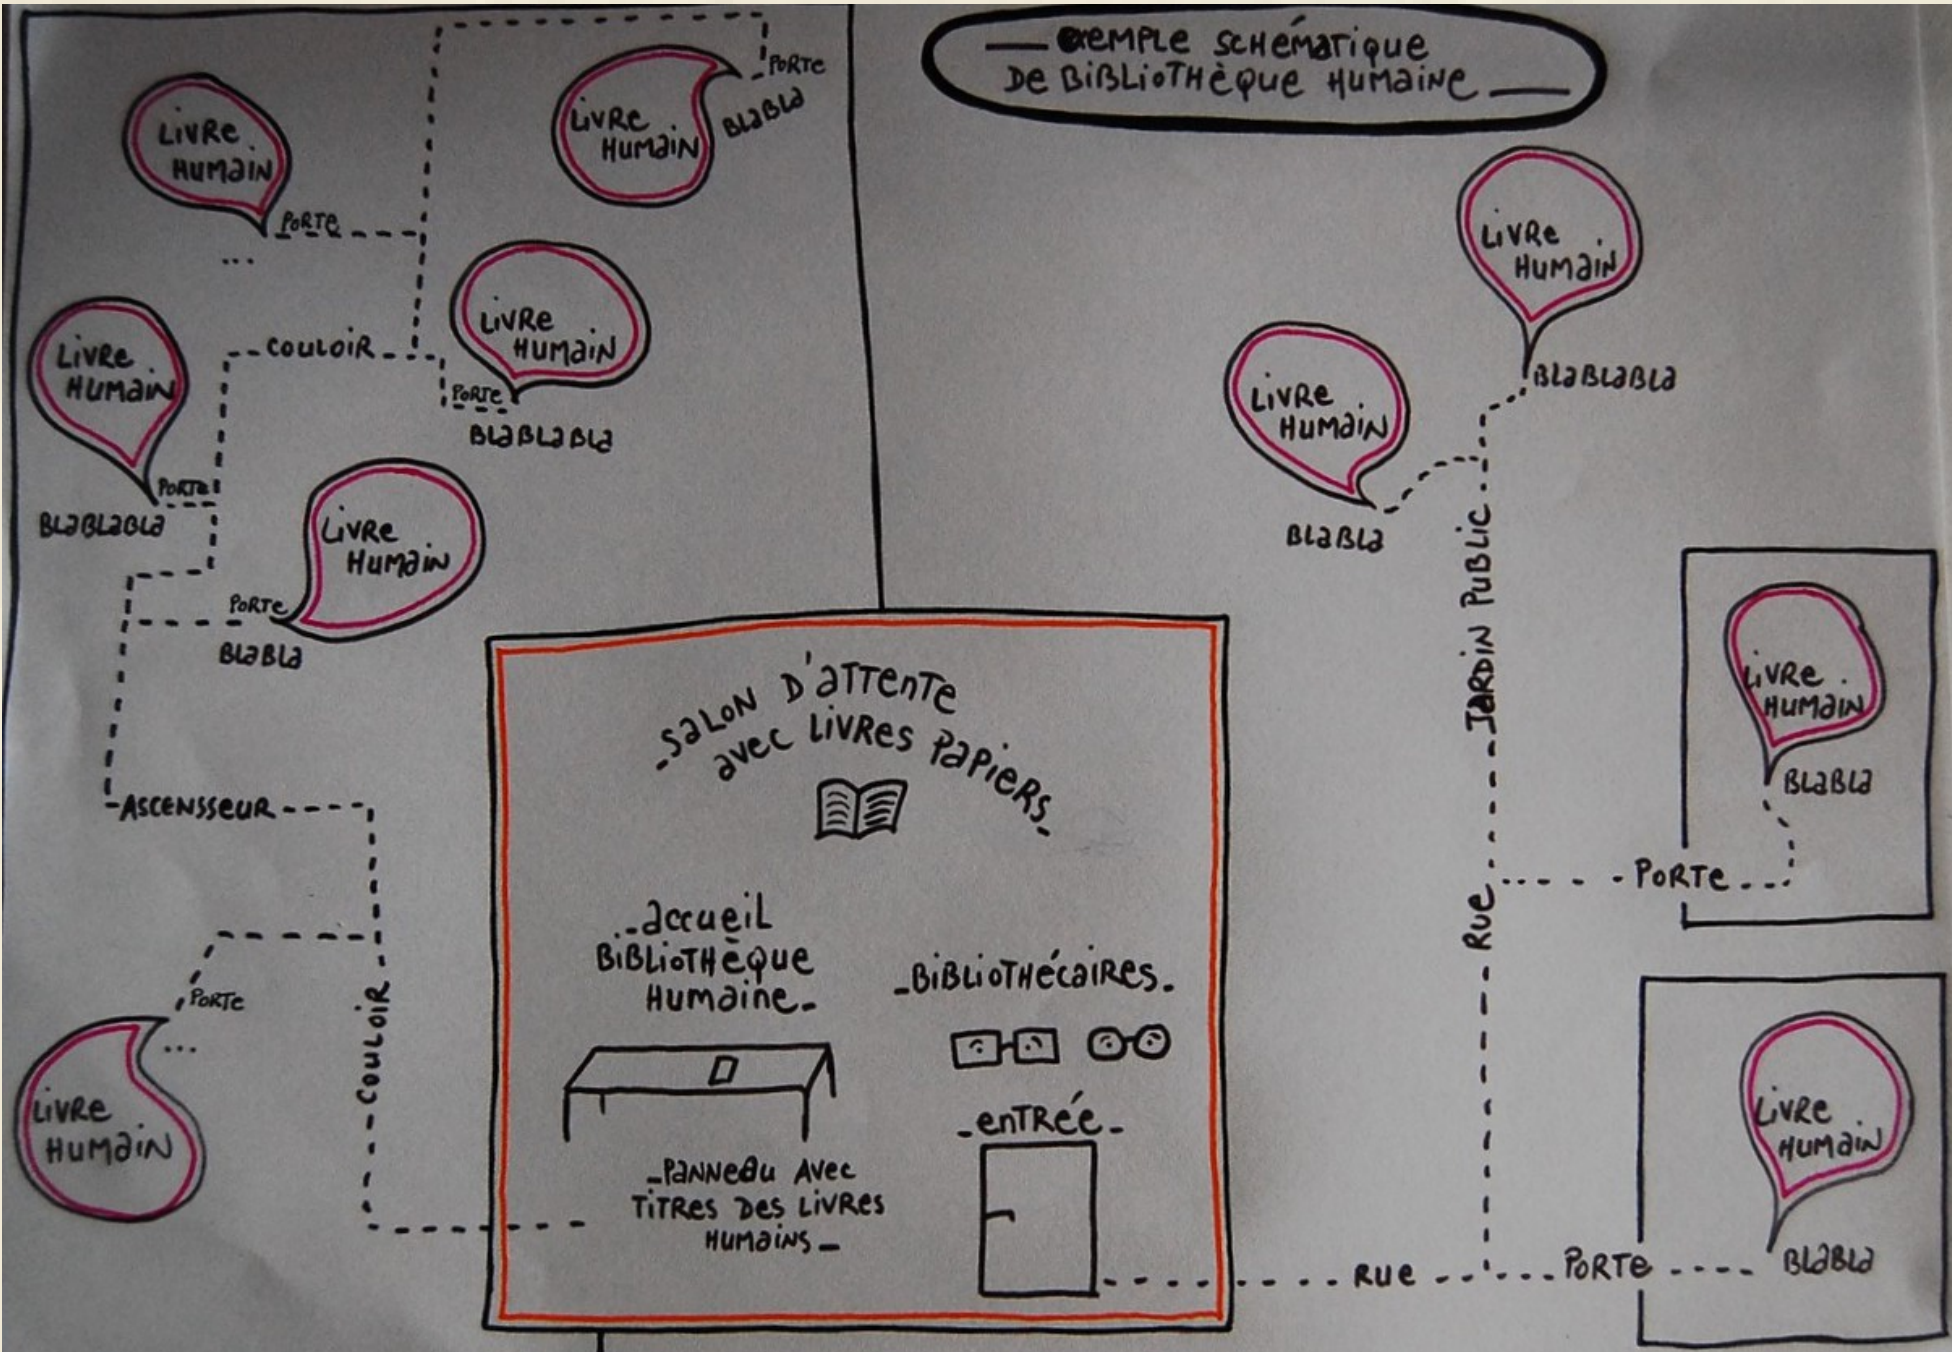 exemple schématique
de Bibliothèque Humaine
Livre
Humain
Porte
...
Livre
Humain
Porte
Blabla
Livre
Humain
Porte
Blablabla
Couloir
Livre
Humain
Porte
Blablabla
Livre
Humain
Porte
Blabla
Ascensseur
Livre
Humain
Porte
...
Couloir
-Salon d'attente
avec livres papiers-
-accueil
Bibliothèque
Humaine-
-Bibliothécaires-
-entrée-
-Panneau avec
titres des livres
humains-
Livre
Humain
Blablabla
Livre
Humain
Blabla
Jardin Public
Livre
Humain
Blabla
Porte
Rue
Livre
Humain
Blabla
Rue
Porte